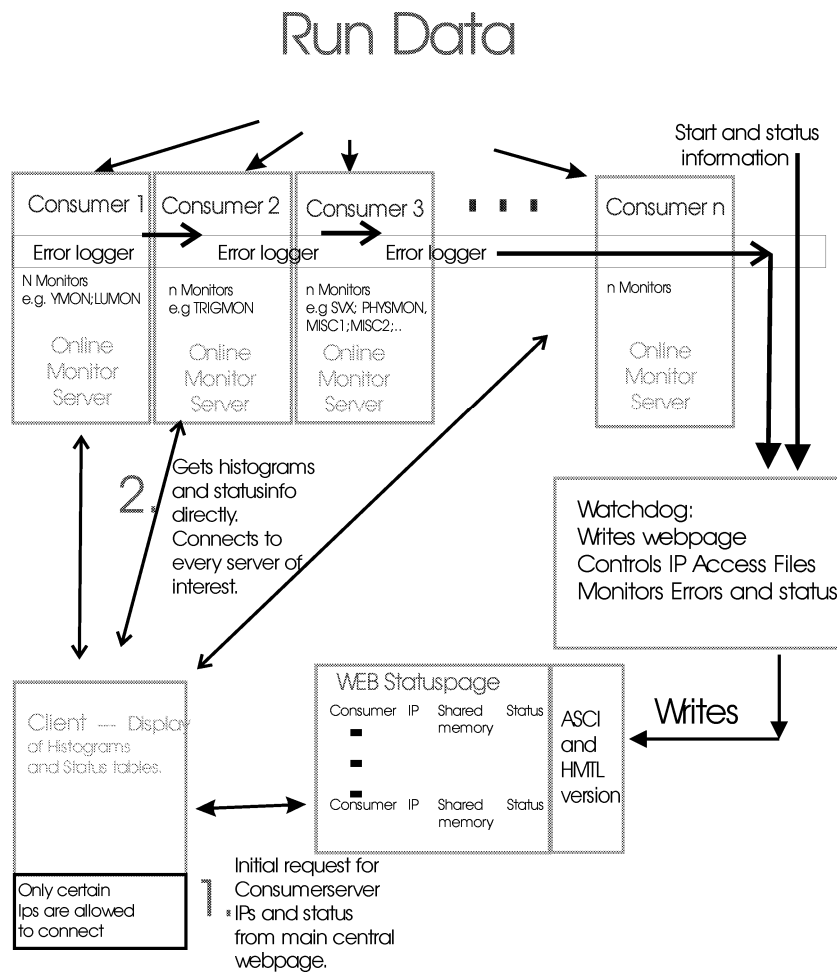 Run Data
Start and status
information
Consumer 1
Consumer 2
Consumer 3
Consumer n
Error logger
Error logger
Error logger
N Monitors
e.g. YMON;LUMON
n Monitors
e.g TRIGMON
n Monitors
e.g SVX; PHYSMON,
MISC1;MISC2;..
n Monitors
Online
Monitor
Server
Online
Monitor
Server
Online
Monitor
Server
Online
Monitor
Server
2.
Gets histograms
and statusinfo
directly.
Connects to
every server of
interest.
Watchdog:
Writes webpage
Controls IP Access Files
Monitors Errors and status
Client --- Display
of Histograms
and Status tables.
WEB Statuspage
Consumer IP Shared memory Status
Consumer IP Shared memory Status
ASCI
and
HMTL
version
Writes
Only certain
Ips are allowed
to connect
1.
Initial request for
Consumerserver
IPs and status
from main central
webpage.